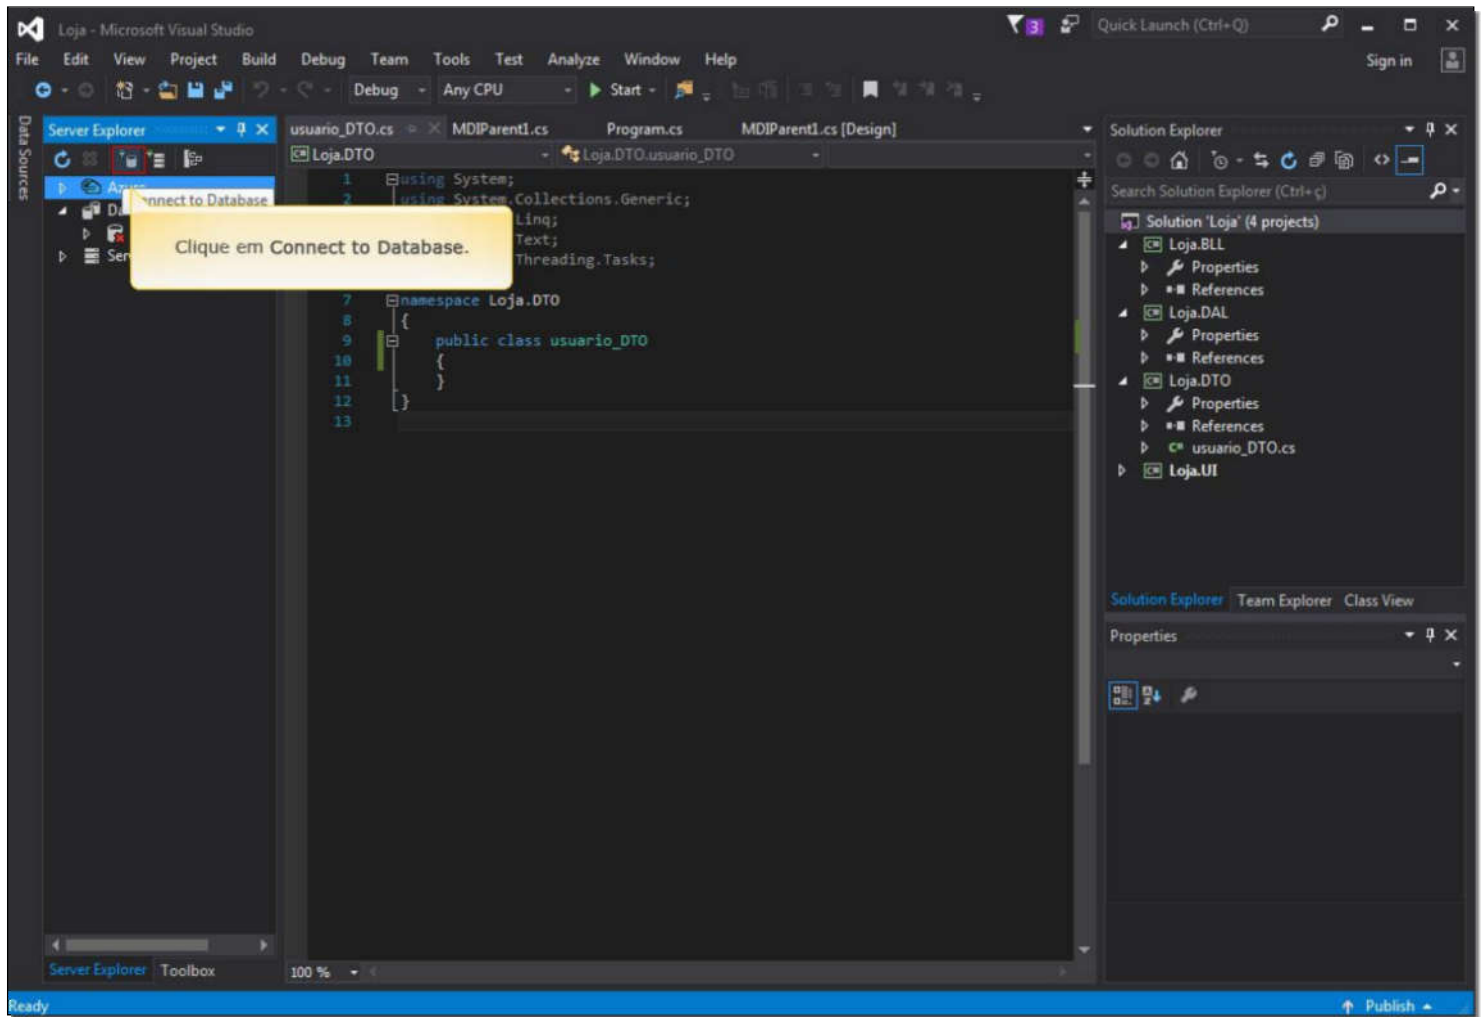 Loja - Microsoft Visual Studio
3
Quick Launch (Ctrl+Q)
File Edit View Project Build Debug Team Tools Test Analyze Window Help
Sign in
Debug Any CPU Start
Data Sources
Server Explorer
usuario_DTO.cs MDIParent1.cs Program.cs MDIParent1.cs [Design]
Solution Explorer
Loja.DTO Loja.DTO.usuario_DTO
Connect to Database
Clique em Connect to Database.
1 using System;
2 using System.Collections.Generic;
Linq;
Text;
Threading.Tasks;
7 namespace Loja.DTO
8 {
9 public class usuario_DTO
10 {
11 }
12 }
13
Search Solution Explorer (Ctrl+ç)
Solution 'Loja' (4 projects)
Loja.BLL
Properties
References
Loja.DAL
Properties
References
Loja.DTO
Properties
References
usuario_DTO.cs
Loja.UI
Solution Explorer Team Explorer Class View
Properties
Server Explorer Toolbox
100 %
Ready
Publish